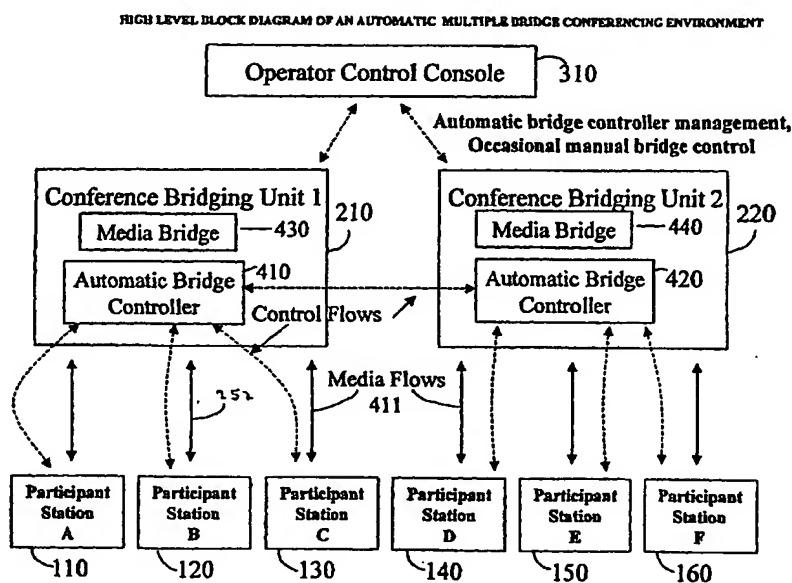 HIGH LEVEL BLOCK DIAGRAM OF AN AUTOMATIC MULTIPLE BRIDGE CONFERENCING ENVIRONMENT
Operator Control Console
310
Automatic bridge controller management,
Occasional manual bridge control
Conference Bridging Unit 1
210
Media Bridge
430
Automatic Bridge
Controller
410
Conference Bridging Unit 2
220
Media Bridge
440
Automatic Bridge
Controller
420
Control Flows
252
Media Flows
411
Participant
Station
A
Participant
Station
B
Participant
Station
C
Participant
Station
D
Participant
Station
E
Participant
Station
F
110
120
130
140
150
160